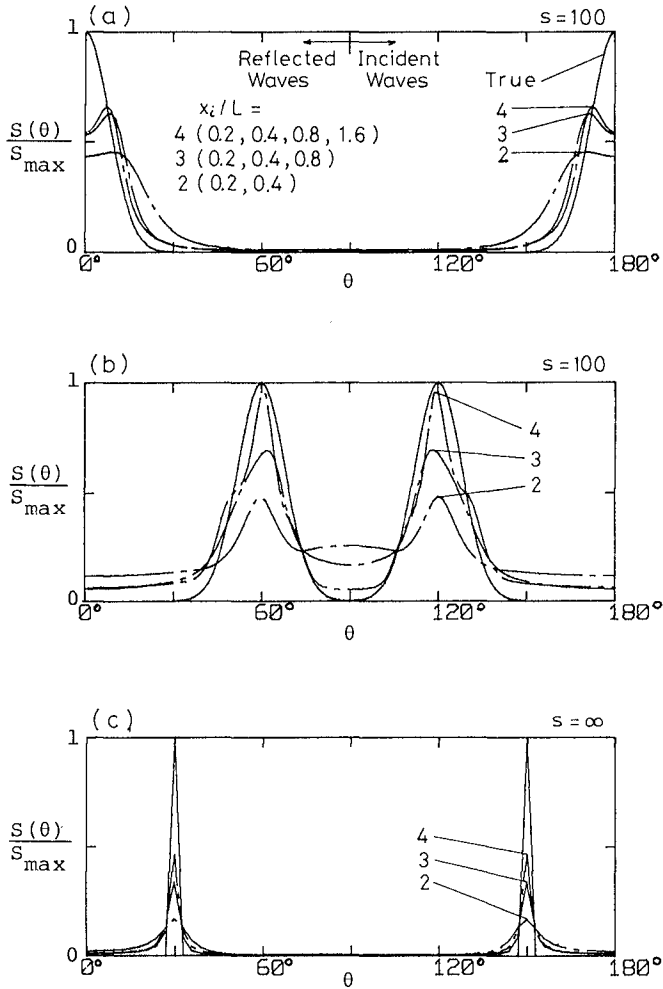 (a) s=100
1
Reflected Waves
Incident Waves
True
x_i/L =
4 (0.2, 0.4, 0.8, 1.6)
3 (0.2, 0.4, 0.8)
2 (0.2, 0.4)
4
3
2
S(θ)
S_max
0
0° 60° 120° 180°
θ
(b) s=100
1
4
3
2
S(θ)
S_max
0
0° 60° 120° 180°
θ
(c) s=∞
1
4
3
2
S(θ)
S_max
0
0° 60° 120° 180°
θ